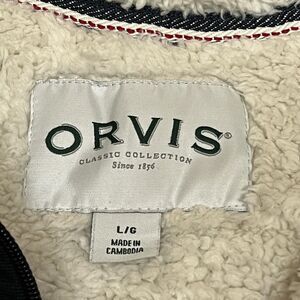 ORVIS®
CLASSIC COLLECTION
Since 1856
L/G
MADE IN
CAMBODIA